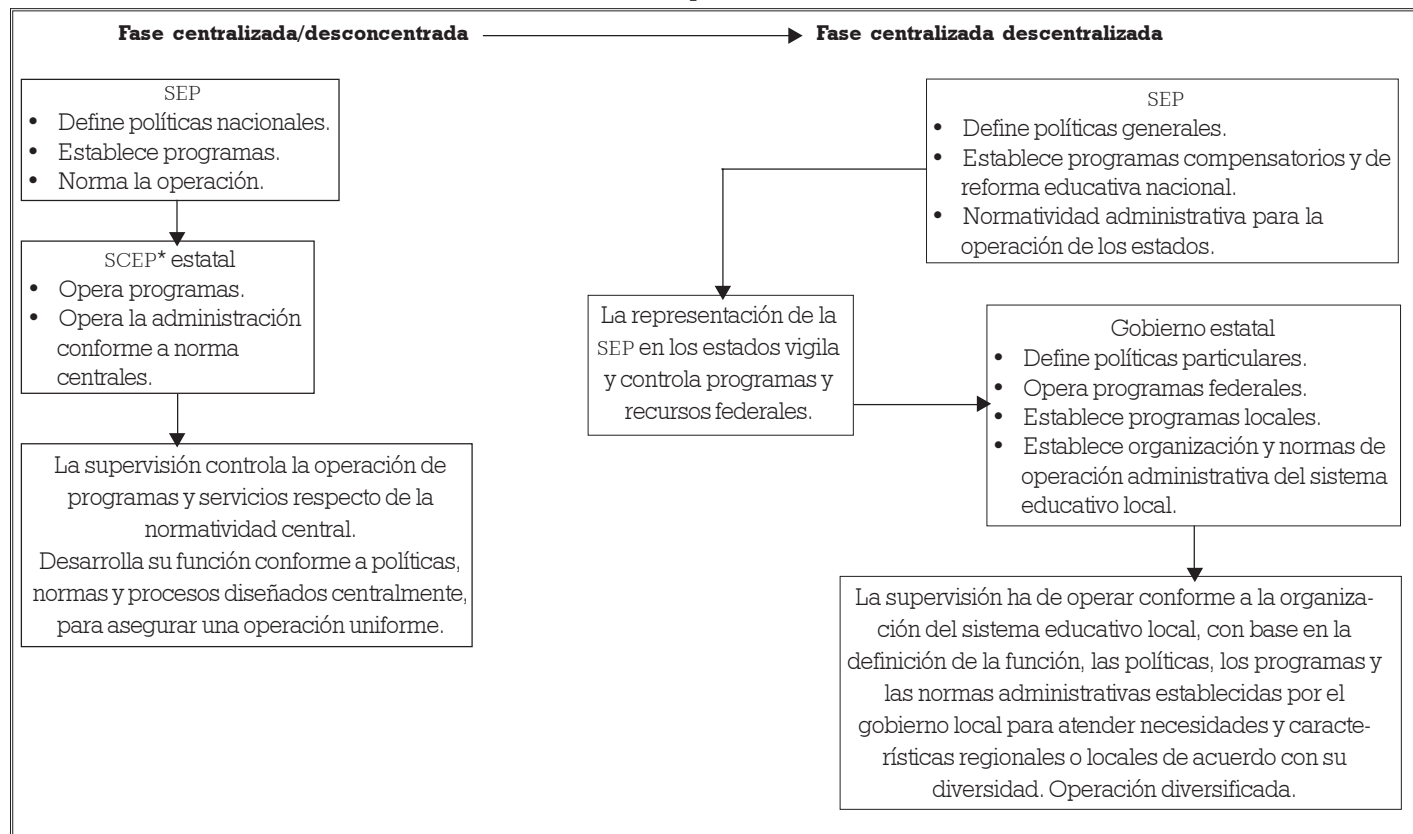 Fase centralizada/desconcentrada
Fase centralizada descentralizada
SEP
• Define políticas nacionales.
• Establece programas.
• Norma la operación.
SCEP* estatal
• Opera programas.
• Opera la administración
conforme a norma
centrales.
La supervisión controla la operación de
programas y servicios respecto de la
normatividad central.
Desarrolla su función conforme a políticas,
normas y procesos diseñados centralmente,
para asegurar una operación uniforme.
SEP
• Define políticas generales.
• Establece programas compensatorios y de
reforma educativa nacional.
• Normatividad administrativa para la
operación de los estados.
La representación de la
SEP en los estados vigila
y controla programas y
recursos federales.
Gobierno estatal
• Define políticas particulares.
• Opera programas federales.
• Establece programas locales.
• Establece organización y normas de
operación administrativa del sistema
educativo local.
La supervisión ha de operar conforme a la organiza-
ción del sistema educativo local, con base en la
definición de la función, las políticas, los programas y
las normas administrativas establecidas por el
gobierno local para atender necesidades y caracte-
rísticas regionales o locales de acuerdo con su
diversidad. Operación diversificada.